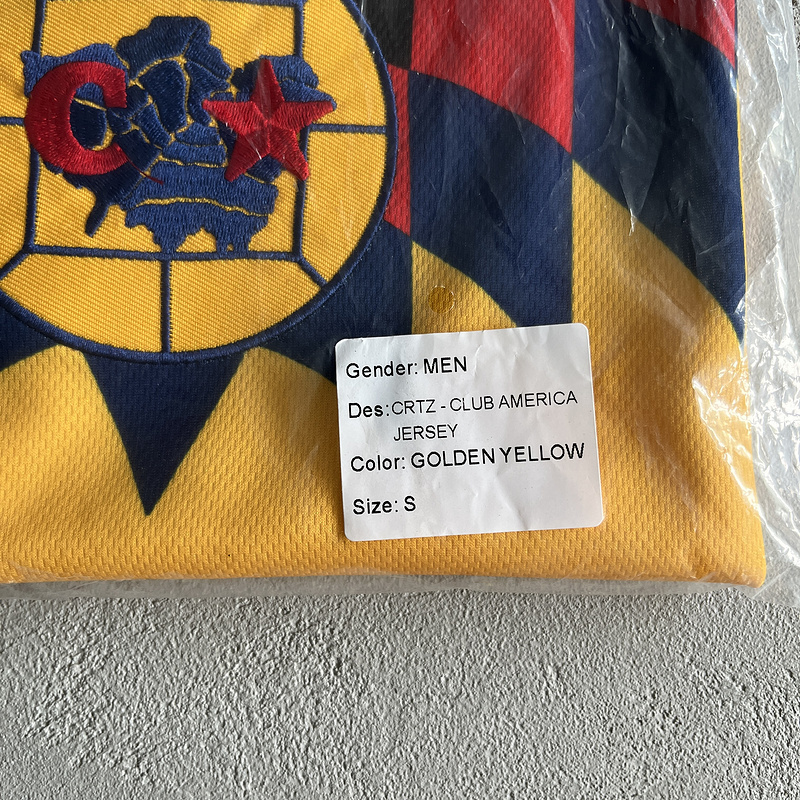 C
Gender: MEN
Des: CRTZ - CLUB AMERICA
JERSEY
Color: GOLDEN YELLOW
Size: S